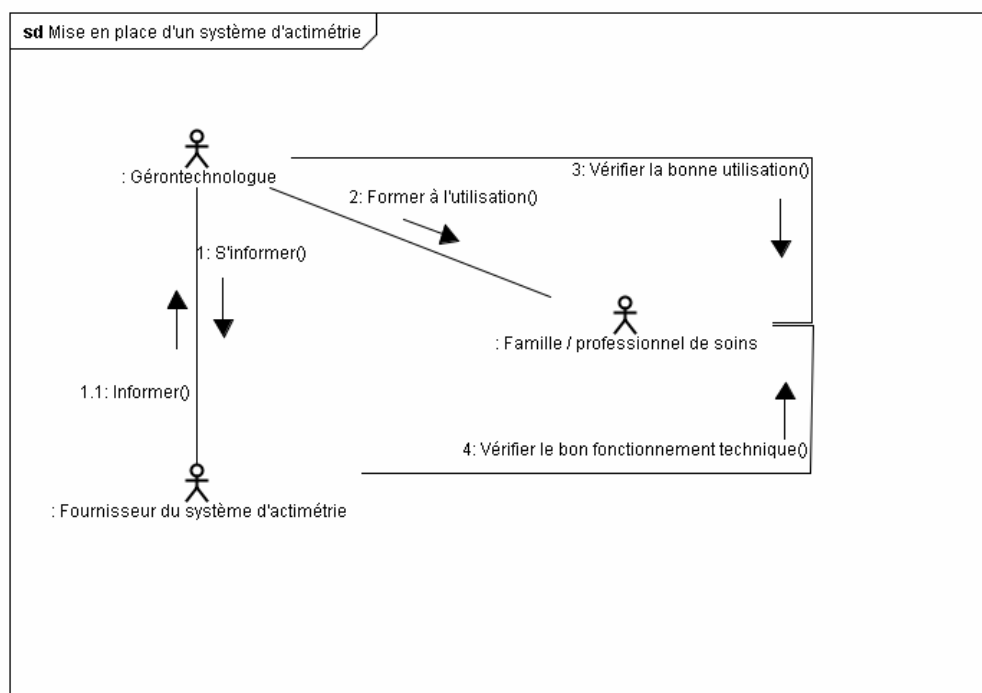 sd Mise en place d'un système d'actimétrie
: Gérontechologue
3: Vérifier la bonne utilisation()
2: Former à l'utilisation()
1: S'informer()
: Famille / professionnel de soins
1.1: Informer()
4: Vérifier le bon fonctionnement technique()
: Fournisseur du système d'actimétrie